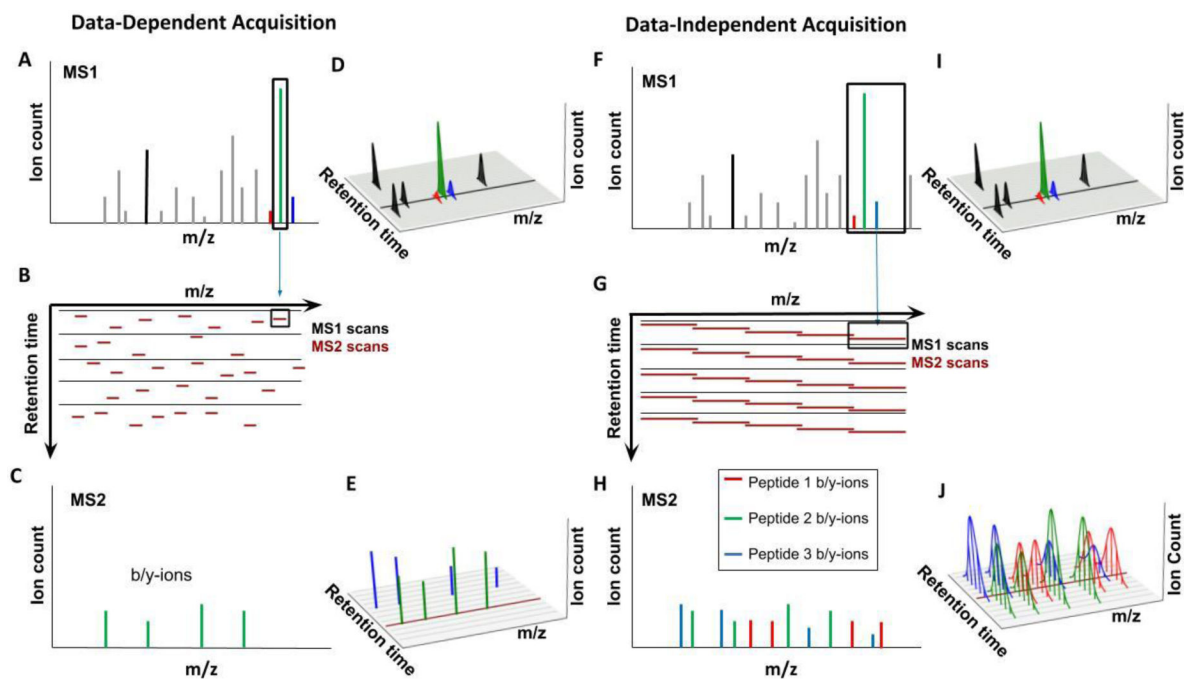 Data-Dependent Acquisition
Data-Independent Acquisition
A
MS1
Ion count
m/z
D
Ion count
Retention time
m/z
F
MS1
Ion count
m/z
I
Ion count
Retention time
m/z
B
m/z
Retention time
MS1 scans
MS2 scans
G
m/z
Retention time
MS1 scans
MS2 scans
C
MS2
Ion count
b/y-ions
m/z
E
Ion count
Retention time
m/z
H
MS2
Ion count
Peptide 1 b/y-ions
Peptide 2 b/y-ions
Peptide 3 b/y-ions
m/z
J
Ion Count
Retention time
m/z